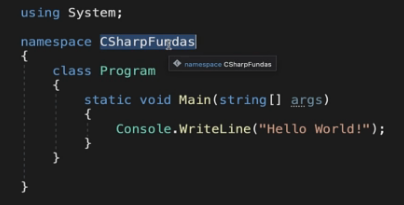 using System;
namespace CSharpFundas
{
namespace CSharpFundas
class Program
{
static void Main(string[] args)
{
Console.WriteLine("Hello World!");
}
}
}